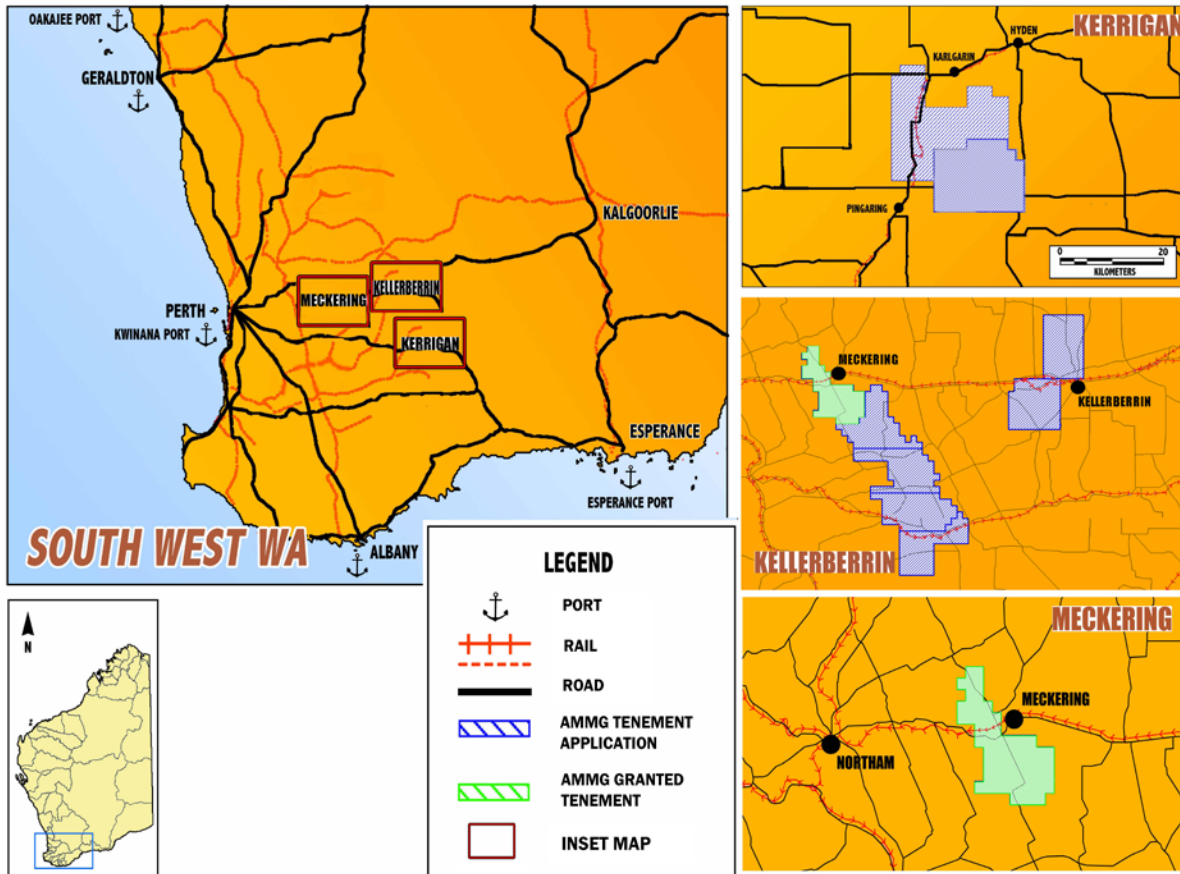 OAKAJEE PORT
GERALDTON
PERTH
KWINANA PORT
MECKERING
KELLERBERRIN
KERRIGAN
KALGOORLIE
ESPERANCE
ESPERANCE PORT
ALBANY
SOUTH WEST WA
N
LEGEND
PORT
RAIL
ROAD
AMMG TENEMENT
APPLICATION
AMMG GRANTED
TENEMENT
INSET MAP
KERRIGAN
HYDEN
KARLGARIN
PINGARING
0 20
KILOMETERS
MECKERING
KELLERBERRIN
KELLERBERRIN
MECKERING
MECKERING
NORTHAM